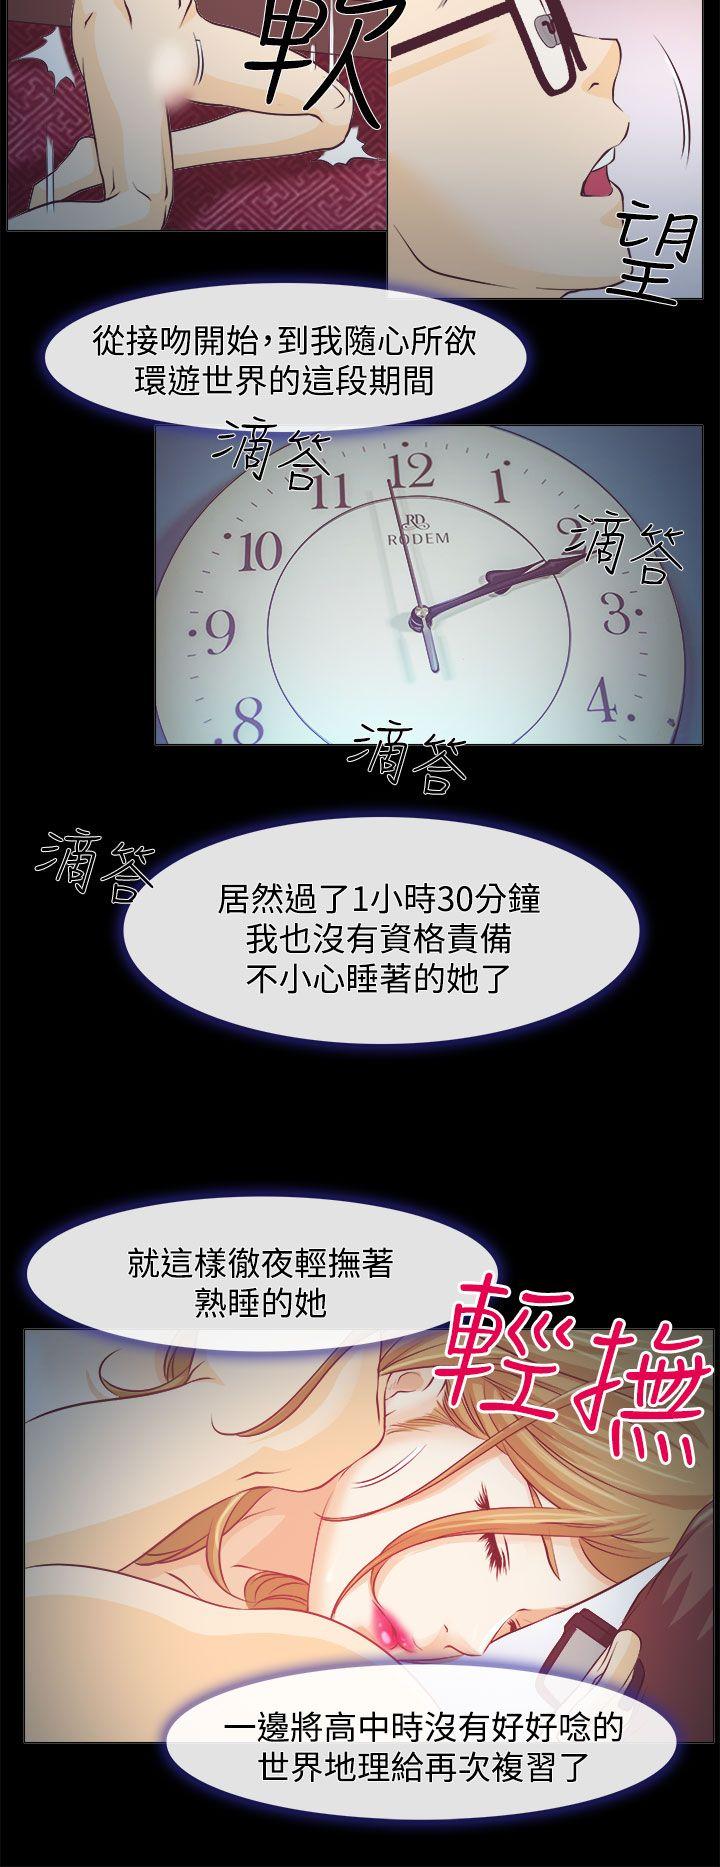 軟
望
從接吻開始，到我隨心所欲
環遊世界的這段期間
滴答
12
11
1
RD
RODEM
2
滴答
10
3
9
4
8
滴答
滴答
居然過了1小時30分鐘
我也沒有資格責備
不小心睡著的她了
就這樣徹夜輕撫著
熟睡的她
輕撫
一邊將高中時沒有好好唸的
世界地理給再次複習了